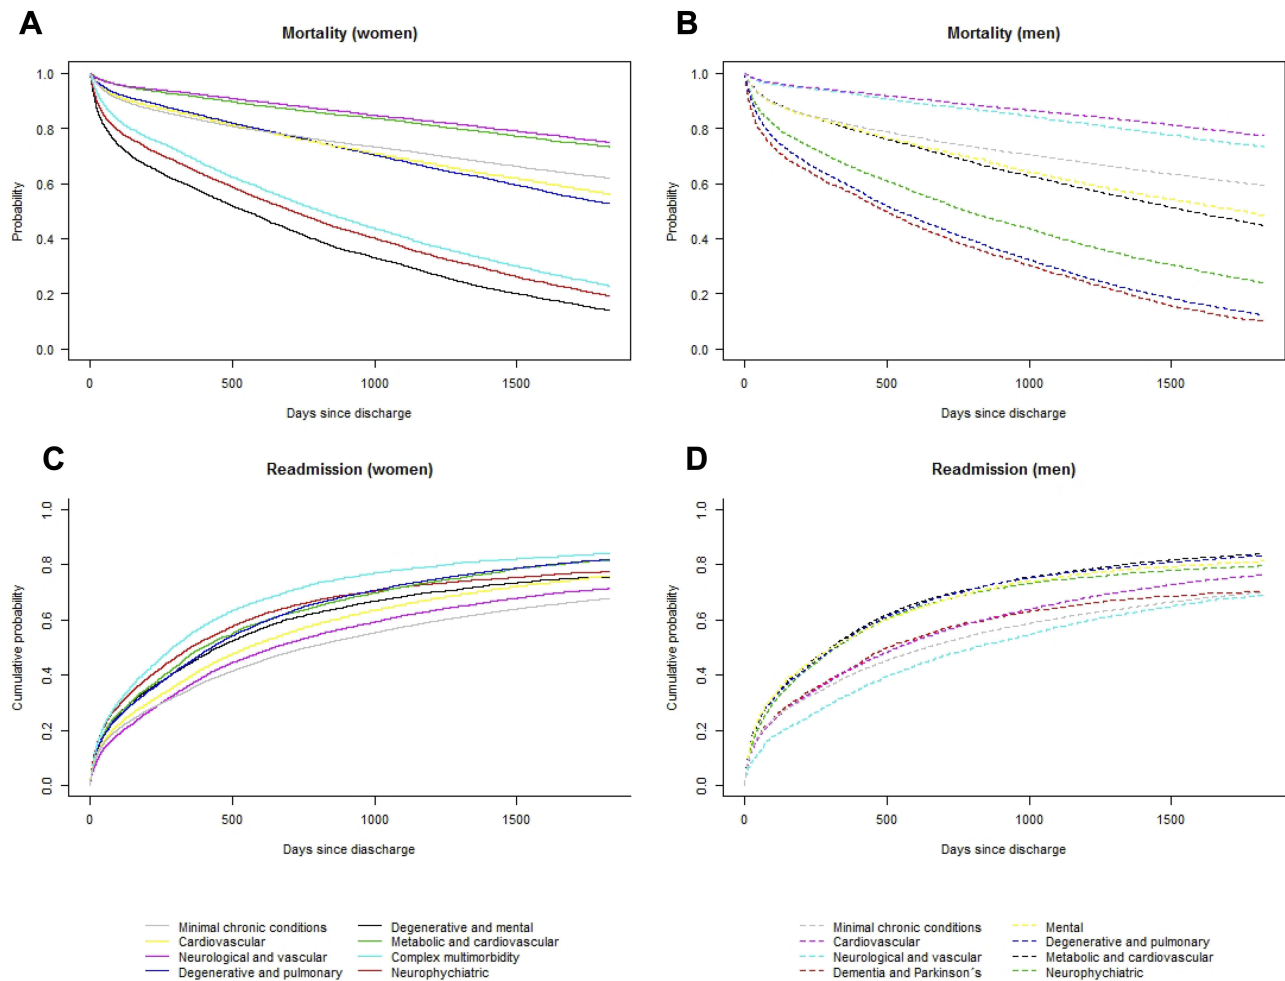 A
Mortality (women)
1.0
0.8
0.6
0.4
0.2
0.0
Probability
0
500
1000
1500
Days since discharge
B
Mortality (men)
1.0
0.8
0.6
0.4
0.2
0.0
Probability
0
500
1000
1500
Days since discharge
C
Readmission (women)
1.0
0.8
0.6
0.4
0.2
0.0
Cumulative probability
0
500
1000
1500
Days since diascharge
D
Readmission (men)
1.0
0.8
0.6
0.4
0.2
0.0
Cumulative probability
0
500
1000
1500
Days since discharge
Minimal chronic conditions
Cardiovascular
Neurological and vascular
Degenerative and pulmonary
Degenerative and mental
Metabolic and cardiovascular
Complex multimorbidity
Neurophychiatric
Minimal chronic conditions
Cardiovascular
Neurological and vascular
Dementia and Parkinson´s
Mental
Degenerative and pulmonary
Metabolic and cardiovascular
Neurophychiatric